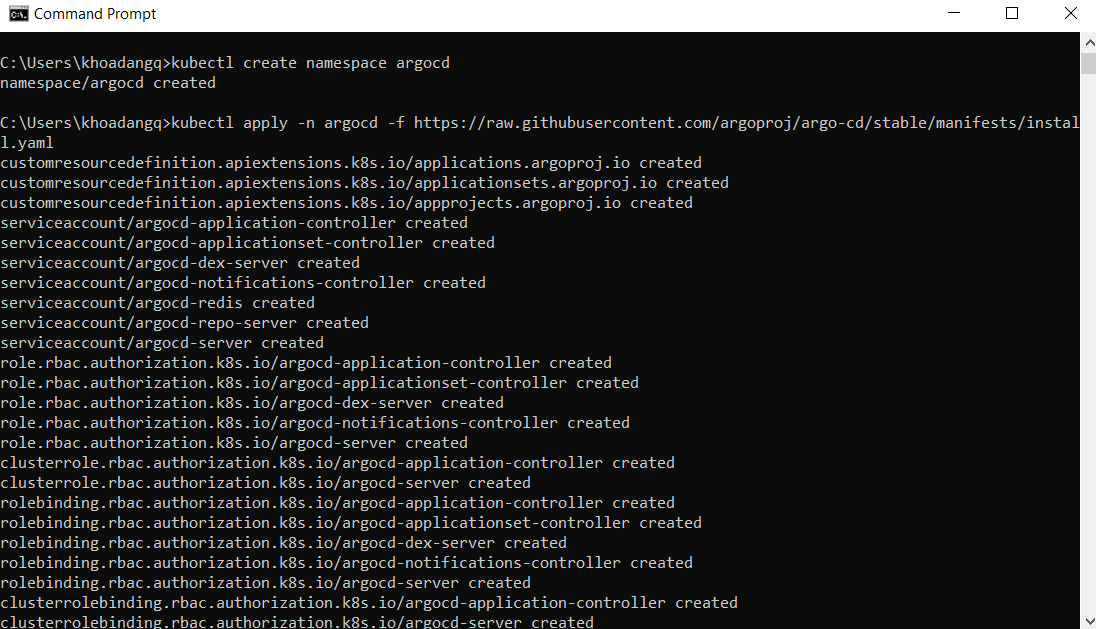 Command Prompt
C:\Users\khoadangq>kubectl create namespace argocd
namespace/argocd created
C:\Users\khoadangq>kubectl apply -n argocd -f https://raw.githubusercontent.com/argoproj/argo-cd/stable/manifests/instal
l.yaml
customresourcedefinition.apiextensions.k8s.io/applications.argoproj.io created
customresourcedefinition.apiextensions.k8s.io/applicationsets.argoproj.io created
customresourcedefinition.apiextensions.k8s.io/appprojects.argoproj.io created
serviceaccount/argocd-application-controller created
serviceaccount/argocd-applicationset-controller created
serviceaccount/argocd-dex-server created
serviceaccount/argocd-notifications-controller created
serviceaccount/argocd-redis created
serviceaccount/argocd-repo-server created
serviceaccount/argocd-server created
role.rbac.authorization.k8s.io/argocd-application-controller created
role.rbac.authorization.k8s.io/argocd-applicationset-controller created
role.rbac.authorization.k8s.io/argocd-dex-server created
role.rbac.authorization.k8s.io/argocd-notifications-controller created
role.rbac.authorization.k8s.io/argocd-server created
clusterrole.rbac.authorization.k8s.io/argocd-application-controller created
clusterrole.rbac.authorization.k8s.io/argocd-server created
rolebinding.rbac.authorization.k8s.io/argocd-application-controller created
rolebinding.rbac.authorization.k8s.io/argocd-applicationset-controller created
rolebinding.rbac.authorization.k8s.io/argocd-dex-server created
rolebinding.rbac.authorization.k8s.io/argocd-notifications-controller created
rolebinding.rbac.authorization.k8s.io/argocd-server created
clusterrolebinding.rbac.authorization.k8s.io/argocd-application-controller created
clusterrolebinding.rbac.authorization.k8s.io/argocd-server created